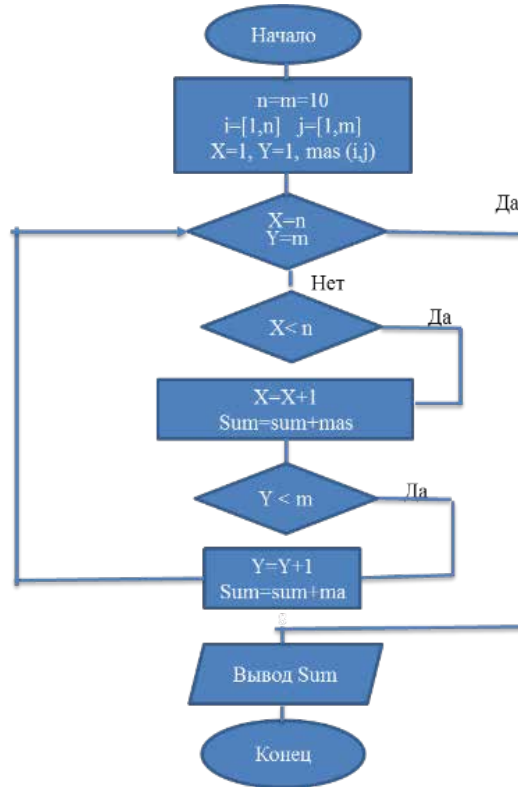 Начало
n=m=10
i=[1,n] j=[1,m]
X=1, Y=1, mas (i,j)
Да
X=n
Y=m
Нет
X< n
Да
X=X+1
Sum=sum+mas
Y < m
Да
Y=Y+1
Sum=sum+ma
Вывод Sum
Конец